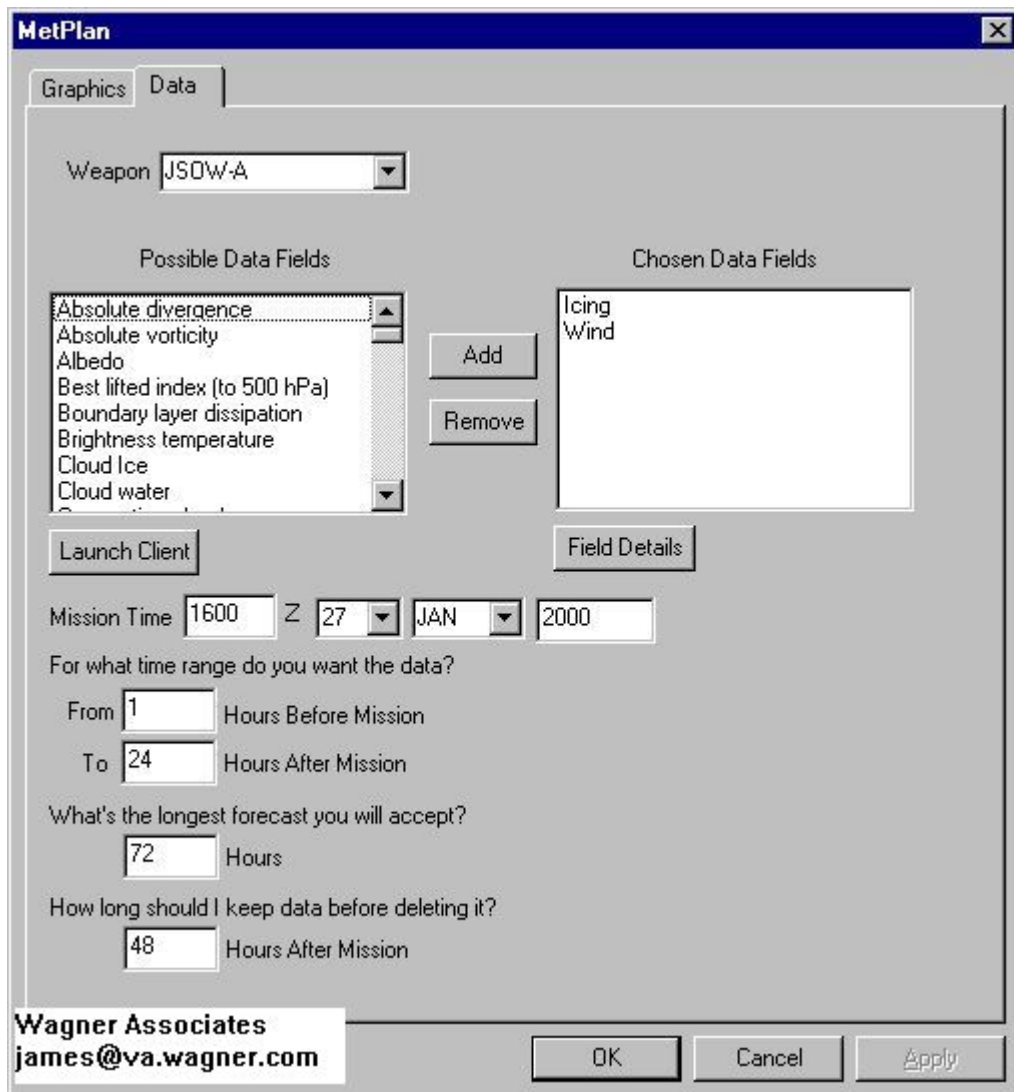 MetPlan
Graphics Data
Weapon JSOW-A
Possible Data Fields Chosen Data Fields
Absolute divergence
Absolute vorticity
Albedo
Best lifted index (to 500 hPa)
Boundary layer dissipation
Brightness temperature
Cloud Ice
Cloud water
Icing
Wind
Add
Remove
Launch Client
Field Details
Mission Time 1600 Z 27 JAN 2000
For what time range do you want the data?
From 1 Hours Before Mission
To 24 Hours After Mission
What's the longest forecast you will accept?
72 Hours
How long should I keep data before deleting it?
48 Hours After Mission
Wagner Associates
james@va.wagner.com
OK Cancel Apply